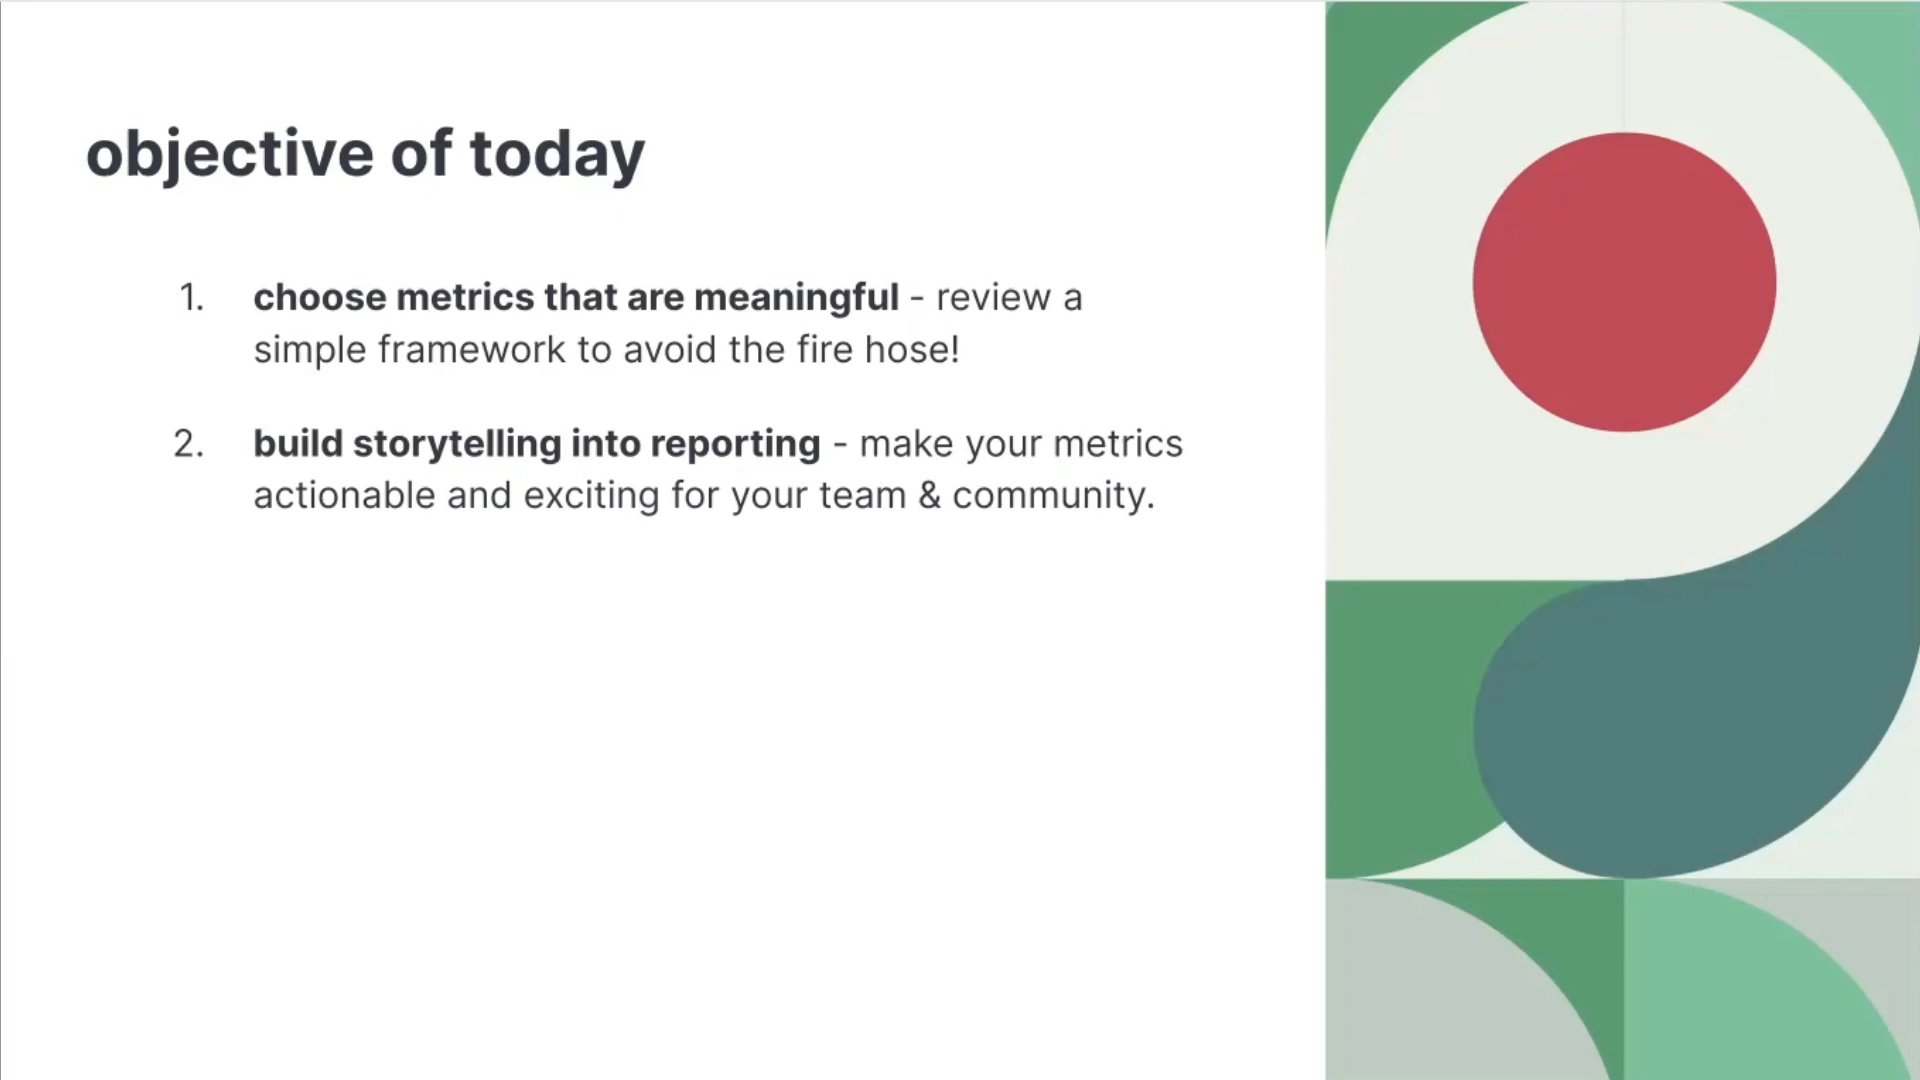 objective of today
1. choose metrics that are meaningful - review a
simple framework to avoid the fire hose!
2. build storytelling into reporting - make your metrics
actionable and exciting for your team & community.